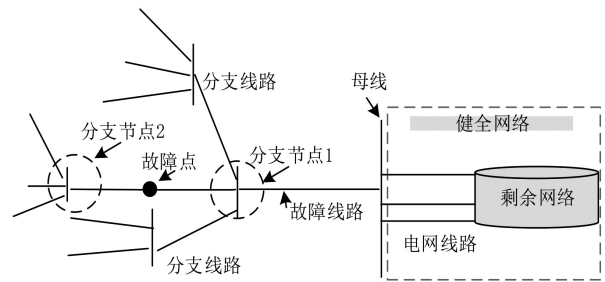 分支线路
母线
健全网络
分支节点2
故障点
分支节点1
剩余网络
故障线路
电网线路
分支线路